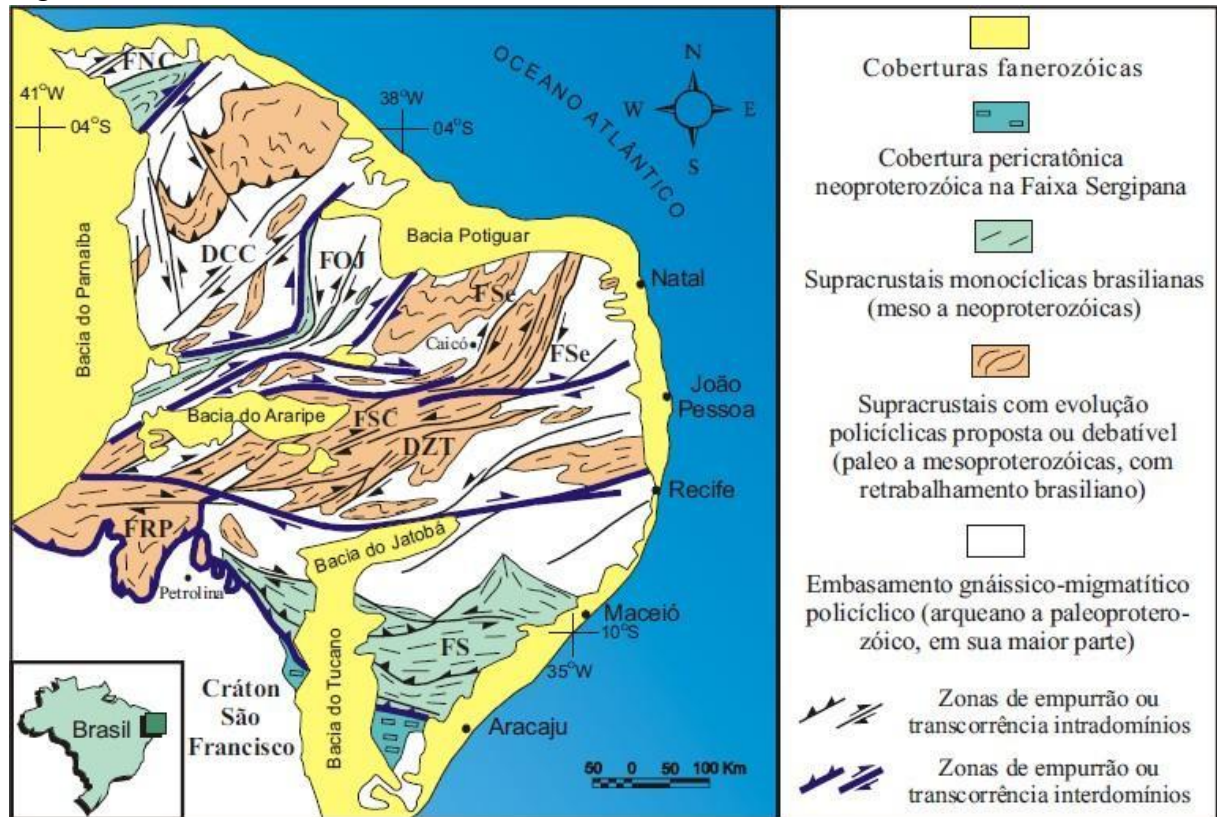 FNC
41°W
04°S
38°W
04°S
OCEANO ATLÂNTICO
N
W
E
S
Bacia do Parnaiba
DCC
FOJ
Bacia Potiguar
Natal
FSe
Caicó
FSe
João
Pessoa
Bacia do Araripe
FSC
DZT
Recife
FRP
Bacia do Jatobá
Petrolina
Maceió
10°S
35°W
FS
Bacia do Tucano
Cráton
São
Francisco
Aracaju
Brasil
50 0 50 100 Km
Coberturas fanerozóicas
Cobertura pericratônica
neoproterozóica na Faixa Sergipana
Supracrustais monocíclicas brasilianas
(meso a neoproterozóicas)
Supracrustais com evolução
policíclicas proposta ou debatível
(paleo a mesoproterozóicas, com
retrabalhamento brasiliano)
Embasamento gnáissico-migmatítico
policíclico (arqueano a paleoprotero-
zóico, em sua maior parte)
Zonas de empurrão ou
transcorrência intradomínios
Zonas de empurrão ou
transcorrência interdomínios